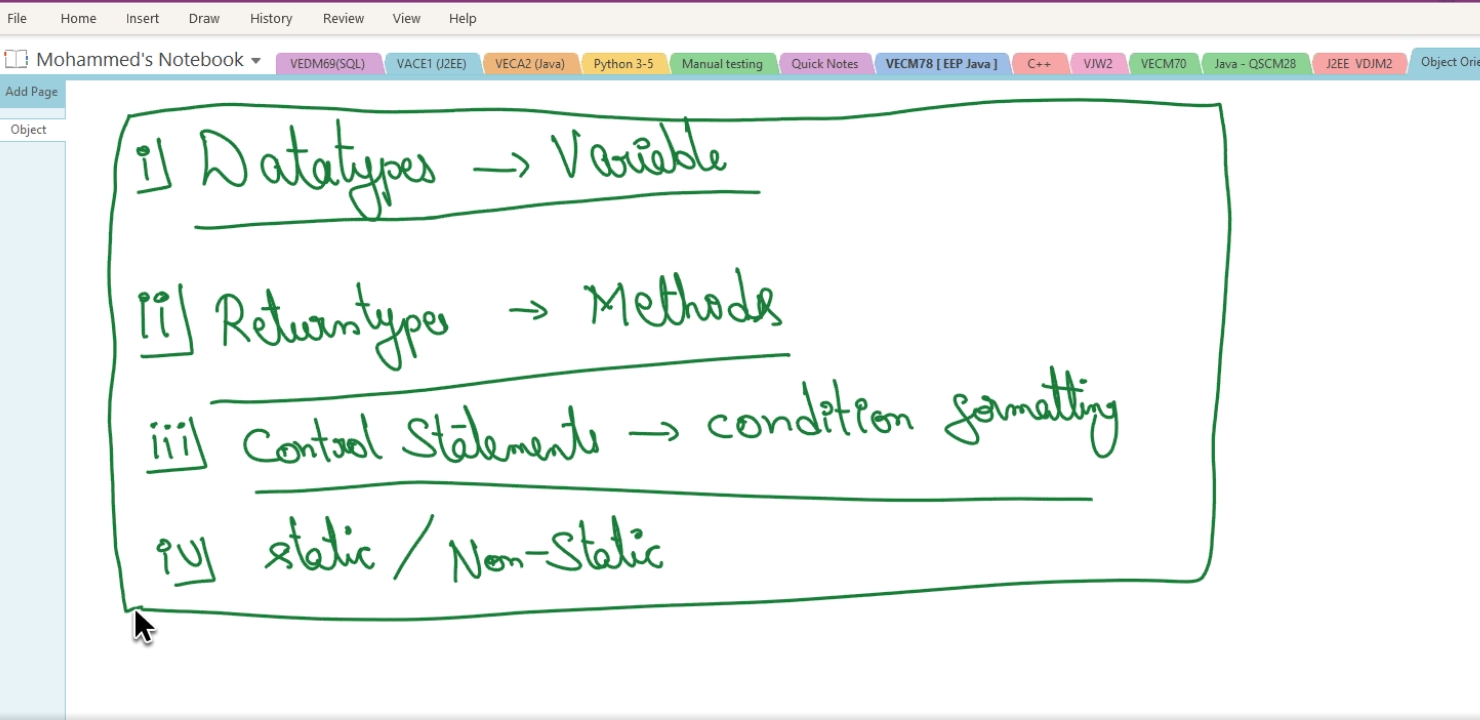 File Home Insert Draw History Review View Help
Mohammed's Notebook VEDM69(SQL) VACE1 (J2EE) VECA2 (Java) Python 3-5 Manual testing Quick Notes VECM78 [ EEP Java ] C++ VJW2 VECM70 Java - QSCM28 J2EE VDJM2 Object Orie
Add Page
Object
i) Datatypes → Variable
ii) Returntypes → Methods
iii) Control Statements → condition formatting
iv) static / Non-Static